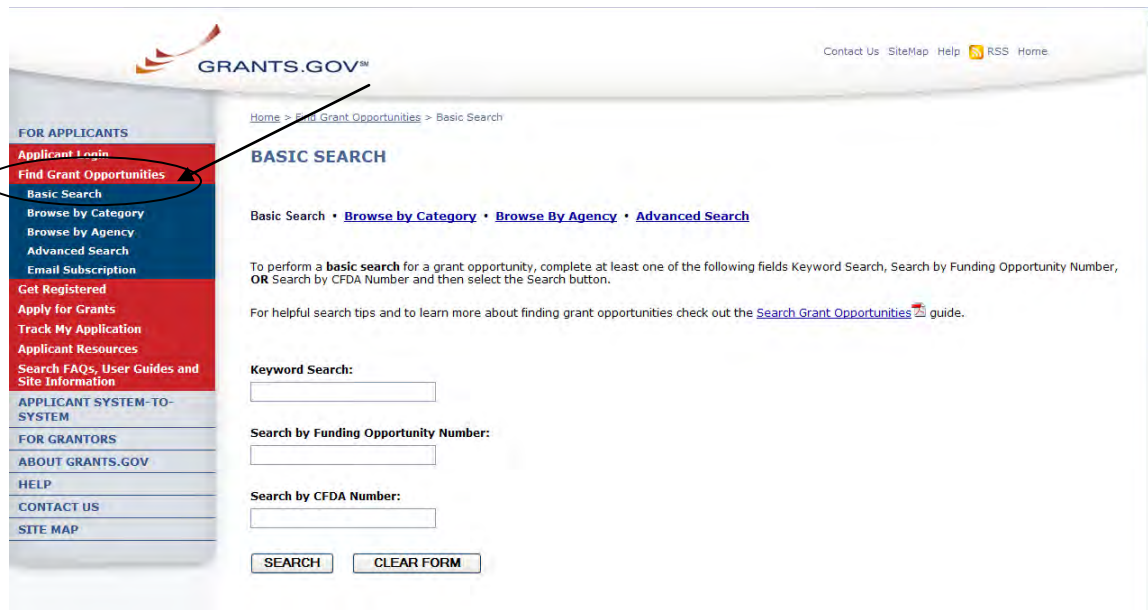 GRANTS.GOV℠
Contact Us SiteMap Help RSS Home
Home > Find Grant Opportunities > Basic Search
FOR APPLICANTS
Applicant Login
Find Grant Opportunities
Basic Search
Browse by Category
Browse by Agency
Advanced Search
Email Subscription
Get Registered
Apply for Grants
Track My Application
Applicant Resources
Search FAQs, User Guides and
Site Information
APPLICANT SYSTEM-TO-
SYSTEM
FOR GRANTORS
ABOUT GRANTS.GOV
HELP
CONTACT US
SITE MAP
BASIC SEARCH
Basic Search • Browse by Category • Browse By Agency • Advanced Search
To perform a basic search for a grant opportunity, complete at least one of the following fields Keyword Search, Search by Funding Opportunity Number,
OR Search by CFDA Number and then select the Search button.
For helpful search tips and to learn more about finding grant opportunities check out the Search Grant Opportunities guide.
Keyword Search:
Search by Funding Opportunity Number:
Search by CFDA Number:
SEARCH CLEAR FORM